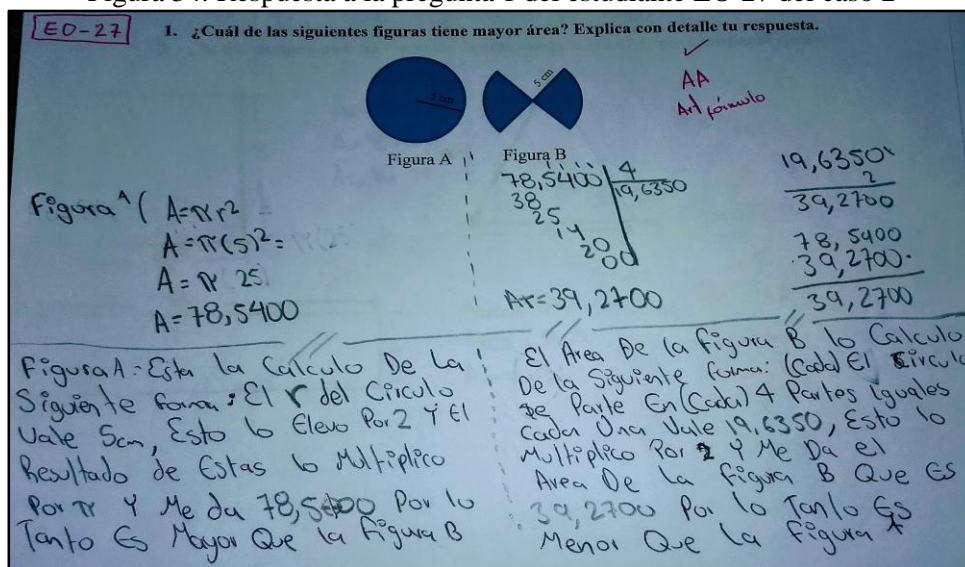 Figura 34. Respuesta a la pregunta 1 del estudiante EO-27 del caso 2
EO-27
1. ¿Cuál de las siguientes figuras tiene mayor área? Explica con detalle tu respuesta.
5 cm
5 cm
AA
Art fórmulo
Figura A
Figura B
Figura A ( A=πr²
A=π(5)²=
A=π 25
A=78,5400
78,5400 4
38 19,6350
25
14
20
200
Ar=39,2700
19,6350
2
39,2700
78,5400
39,2700
39,2700
Figura A: Esta la Calculo De La
Siguiente forma: El r del Circulo
Vale 5cm, Esto lo Elevo Por 2 Y El
Resultado de Estas lo Multiplico
Por π Y Me da 78,5400 Por lo
Tanto Es Mayor Que la Figura B
El Area De la Figura B lo Calculo
De la Siguiente forma: (Cada) El Circulo
se Parte En (Cada) 4 Partes Iguales
Cada Una Vale 19,6350, Esto lo
Multiplico Por 2 Y Me Da el
Area De La Figura B Que Es
39,2700 Por lo Tanto Es
Menor Que la Figura A